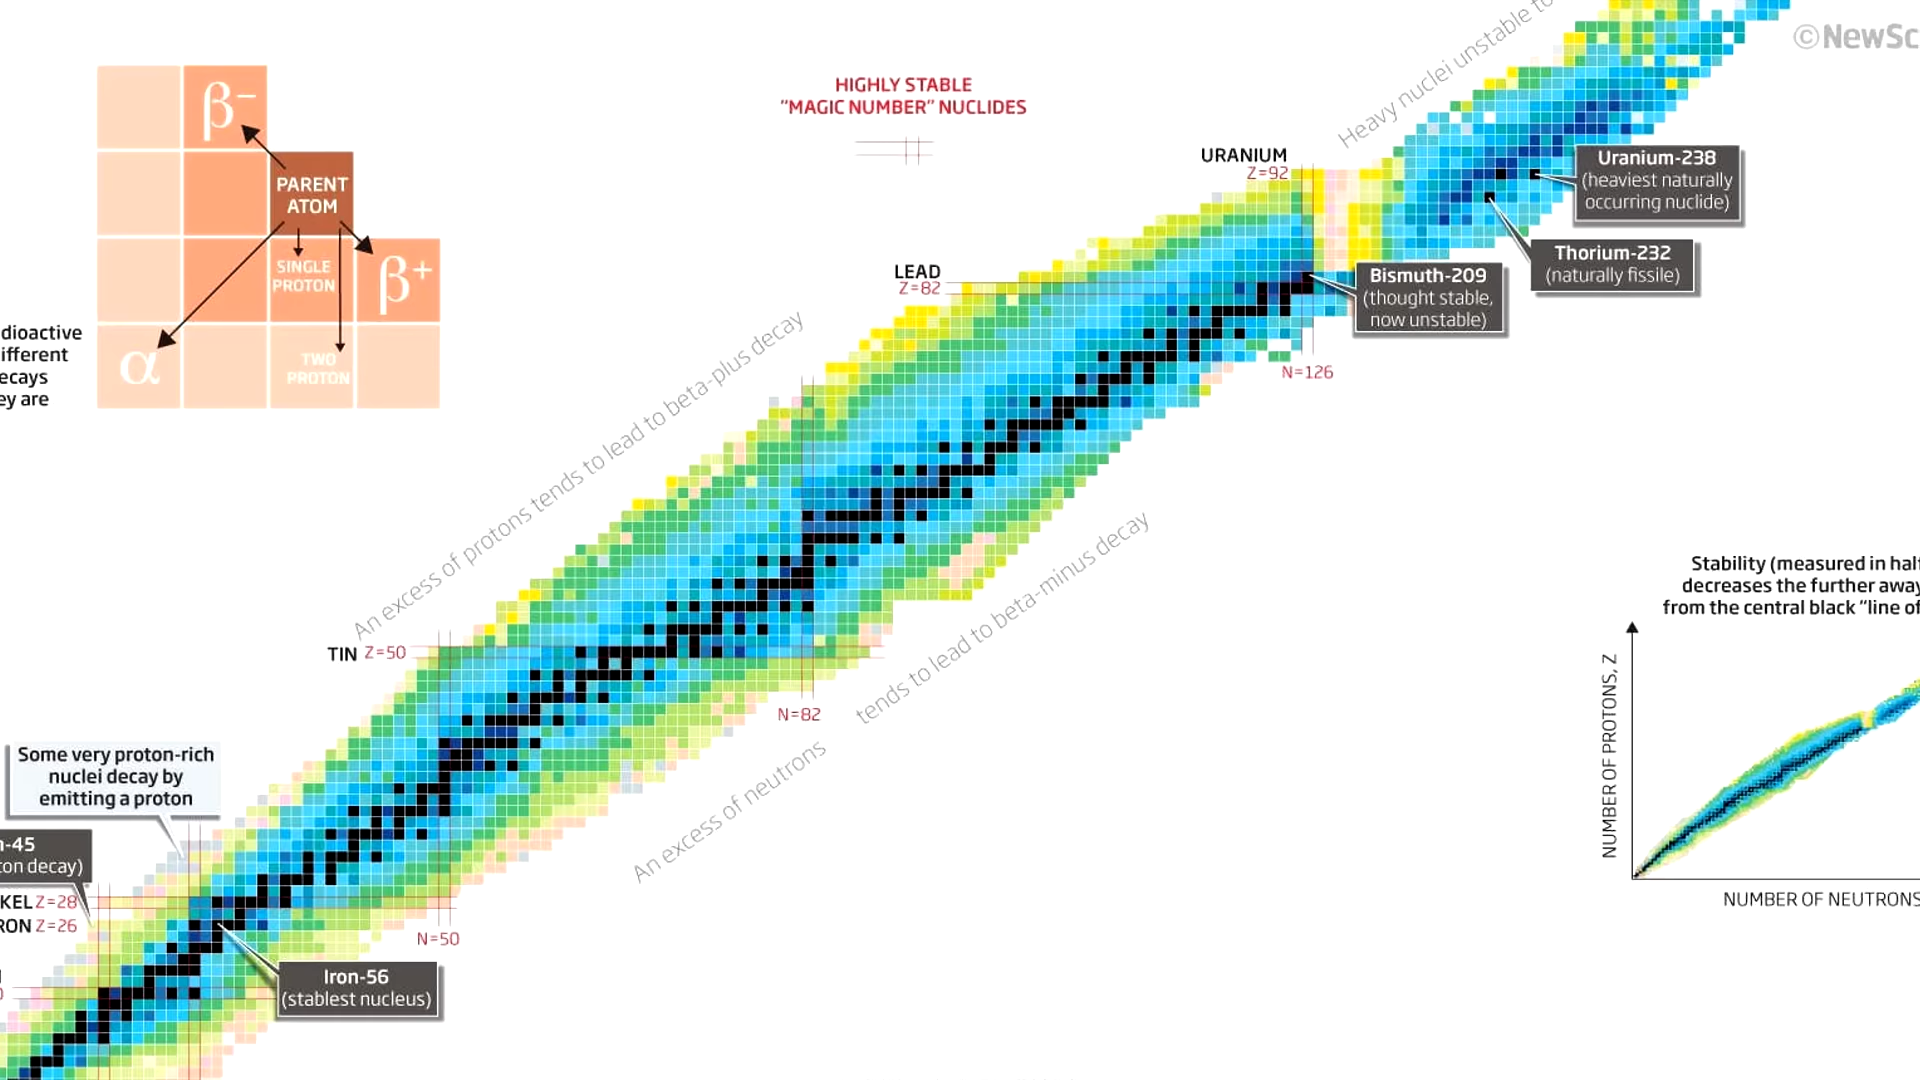 ©NewSc
β−
PARENT
ATOM
SINGLE
PROTON
β+
α
TWO
PROTON
dioactive
ifferent
ecays
ey are
HIGHLY STABLE
"MAGIC NUMBER" NUCLIDES
Heavy nuclei unstable to
URANIUM
Z=92
Uranium-238
(heaviest naturally
occurring nuclide)
Thorium-232
(naturally fissile)
LEAD
Z=82
Bismuth-209
(thought stable,
now unstable)
N=126
An excess of protons tends to lead to beta-plus decay
An excess of neutrons tends to lead to beta-minus decay
TIN Z=50
N=82
Some very proton-rich
nuclei decay by
emitting a proton
n-45
ton decay)
KEL Z=28
RON Z=26
N=50
Iron-56
(stablest nucleus)
Stability (measured in half
decreases the further away
from the central black "line of
NUMBER OF PROTONS, Z
NUMBER OF NEUTRONS